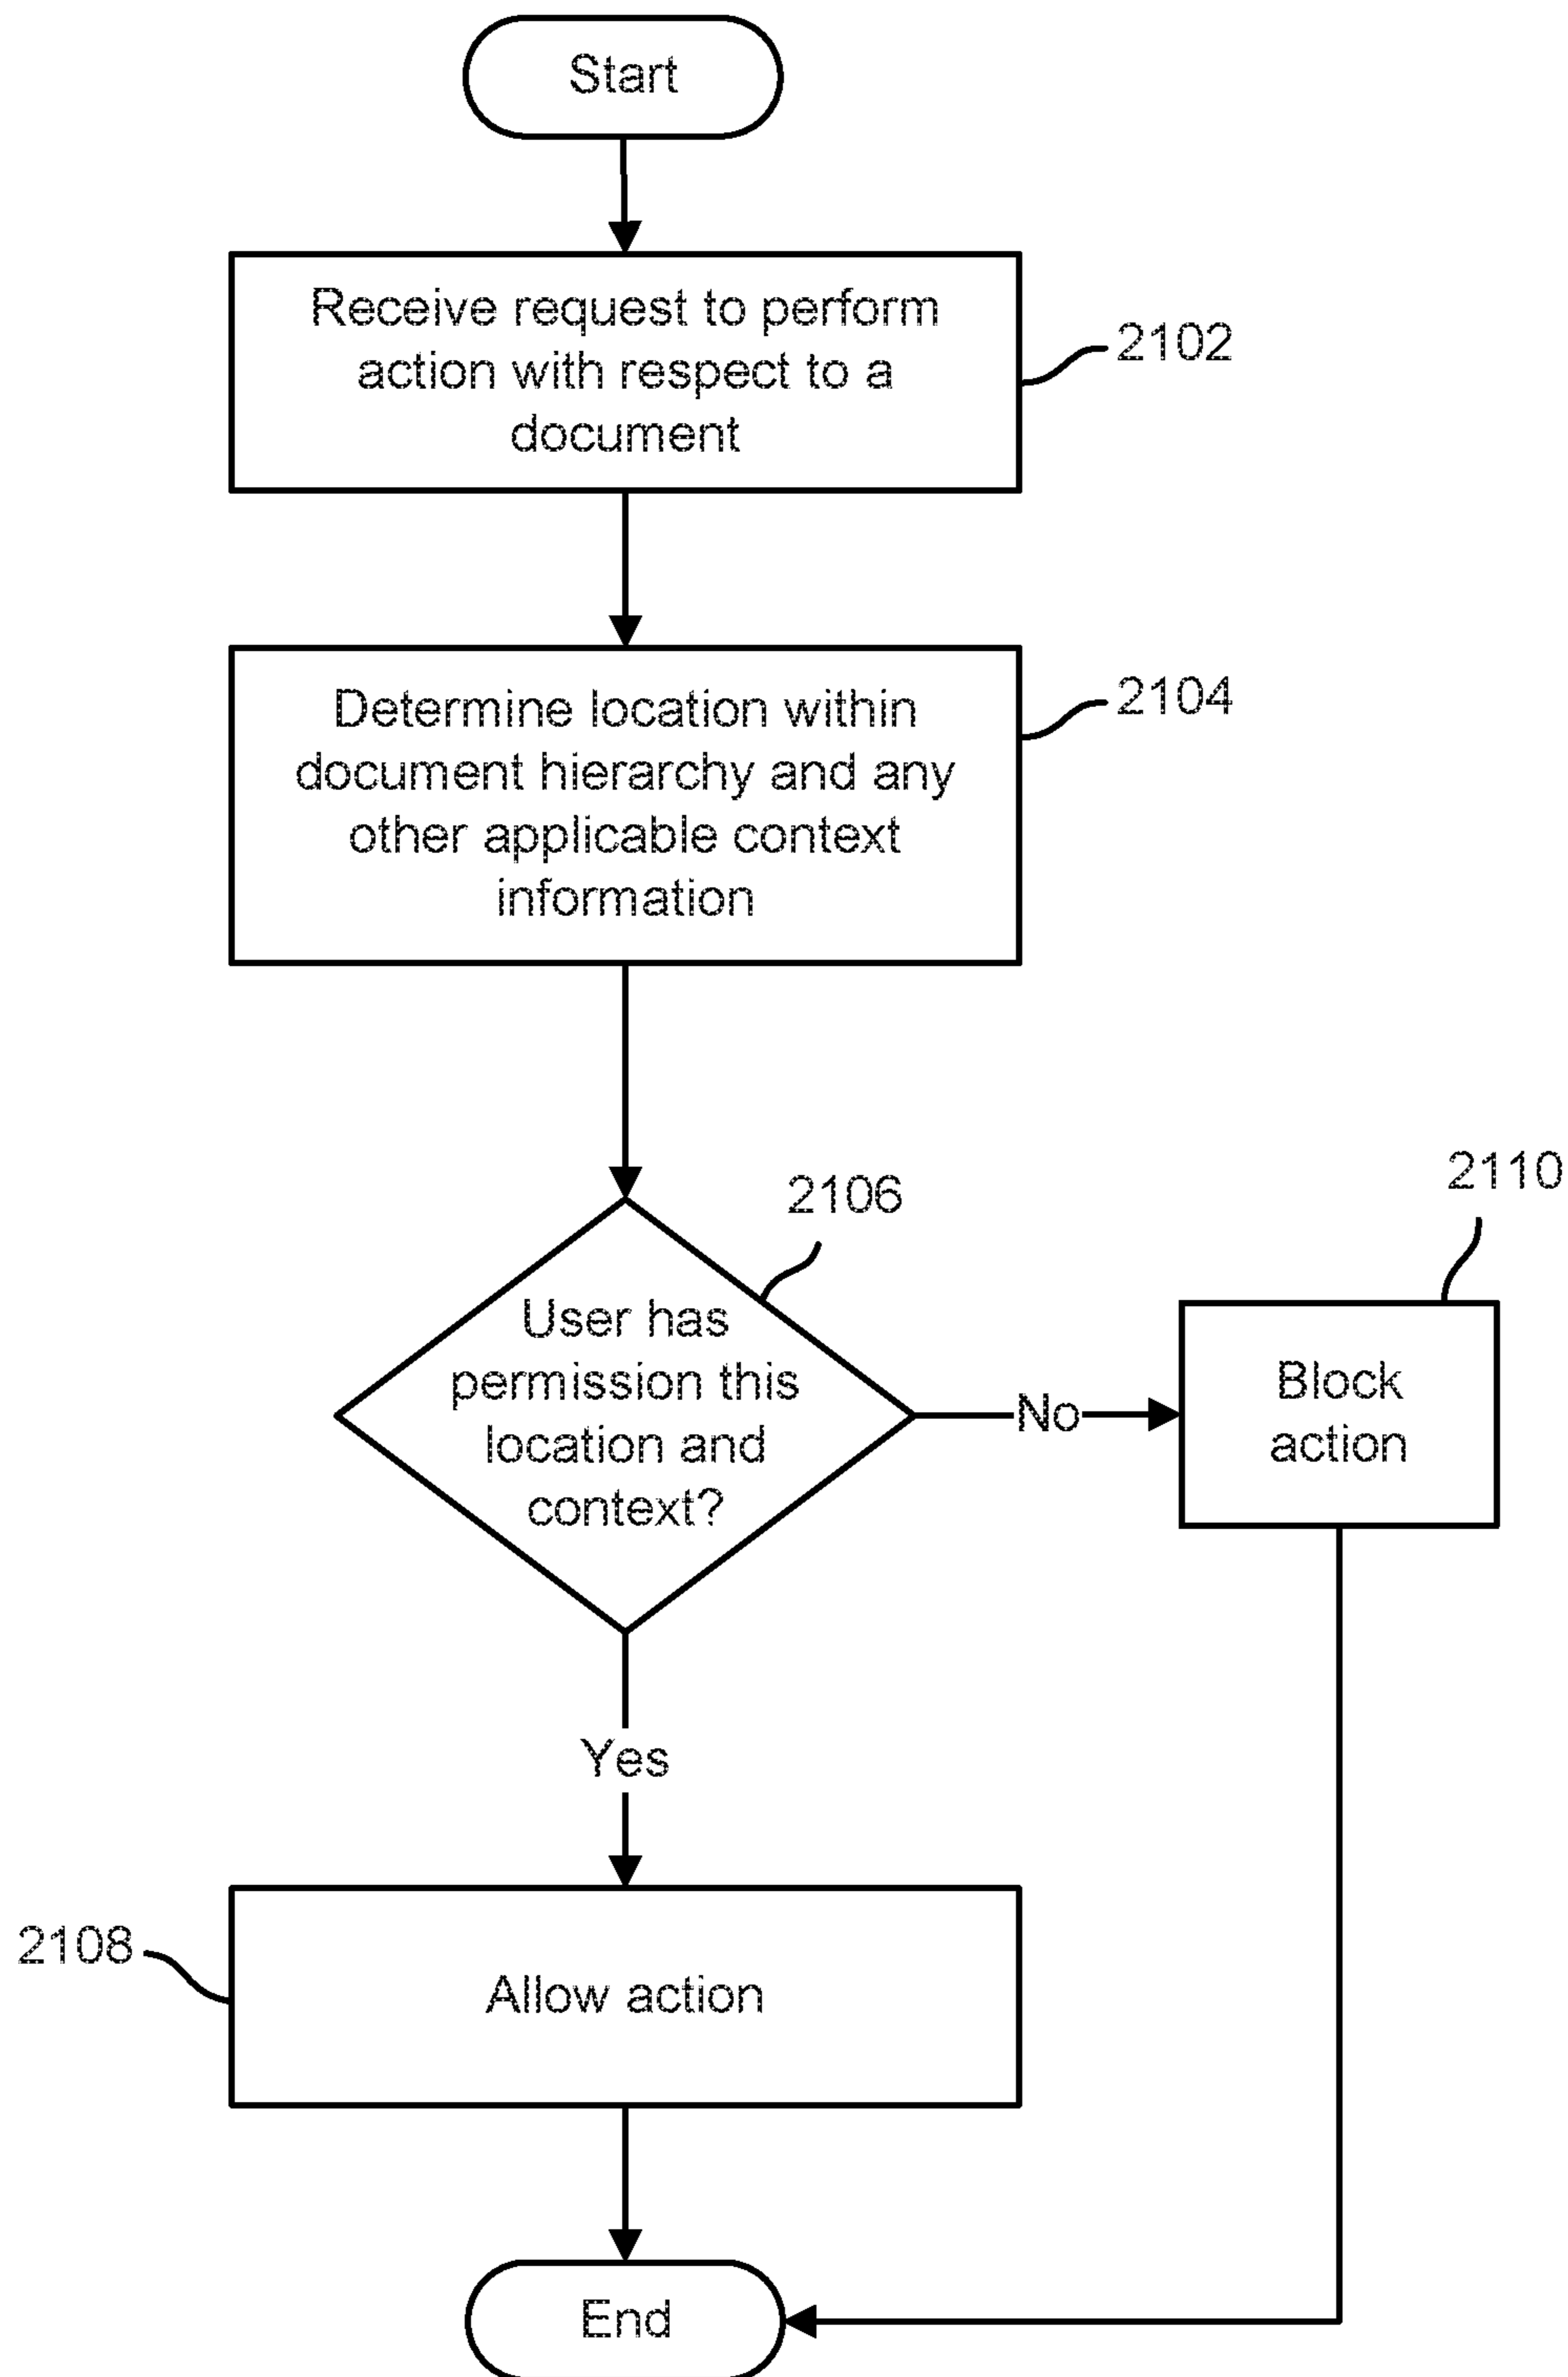 Start
Receive request to perform
action with respect to a
document
2102
Determine location within
document hierarchy and any
other applicable context
information
2104
2106
User has
permission this
location and
context?
No
2110
Block
action
Yes
2108
Allow action
End